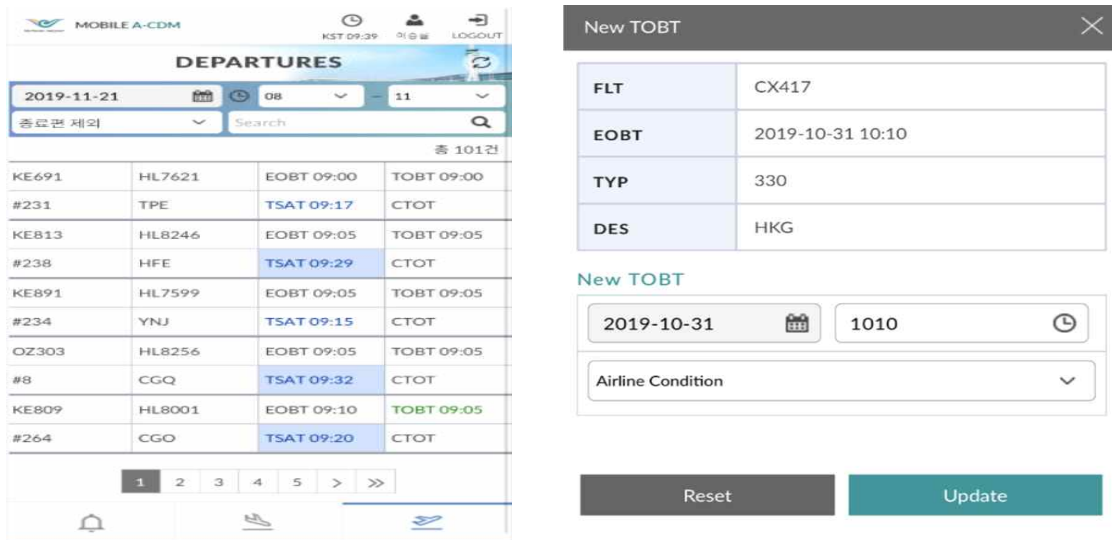 MOBILE A-CDM
KST 09:39
이승일
LOGOUT
DEPARTURES
2019-11-21
08
–
11
종료편 제외
Search
총 101건
KE691 HL7621 EOBT 09:00 TOBT 09:00
#231 TPE TSAT 09:17 CTOT
KE813 HL8246 EOBT 09:05 TOBT 09:05
#238 HFE TSAT 09:29 CTOT
KE891 HL7599 EOBT 09:05 TOBT 09:05
#234 YNJ TSAT 09:15 CTOT
OZ303 HL8256 EOBT 09:05 TOBT 09:05
#8 CGQ TSAT 09:32 CTOT
KE809 HL8001 EOBT 09:10 TOBT 09:05
#264 CGO TSAT 09:20 CTOT
1 2 3 4 5 > >>
New TOBT
FLT CX417
EOBT 2019-10-31 10:10
TYP 330
DES HKG
New TOBT
2019-10-31 1010
Airline Condition
Reset Update